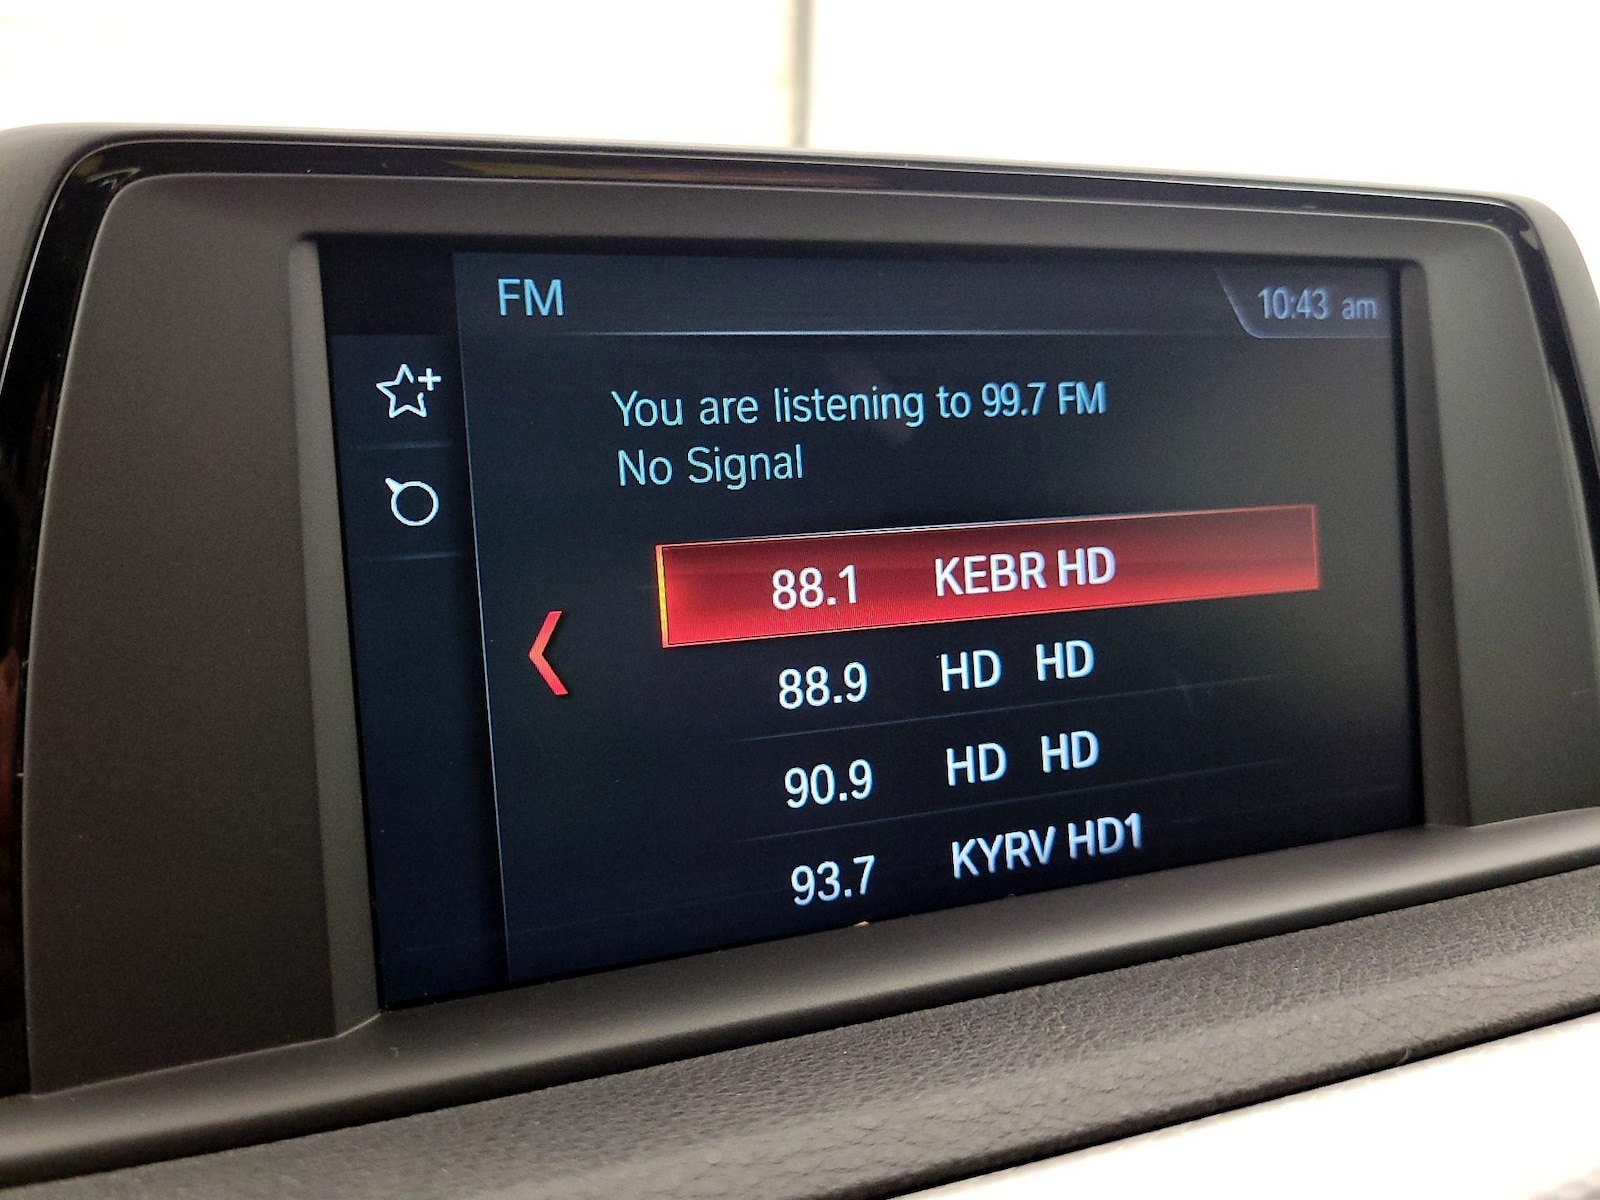 FM
10:43 am
You are listening to 99.7 FM
No Signal
88.1 KEBR HD
88.9 HD HD
90.9 HD HD
93.7 KYRV HD1